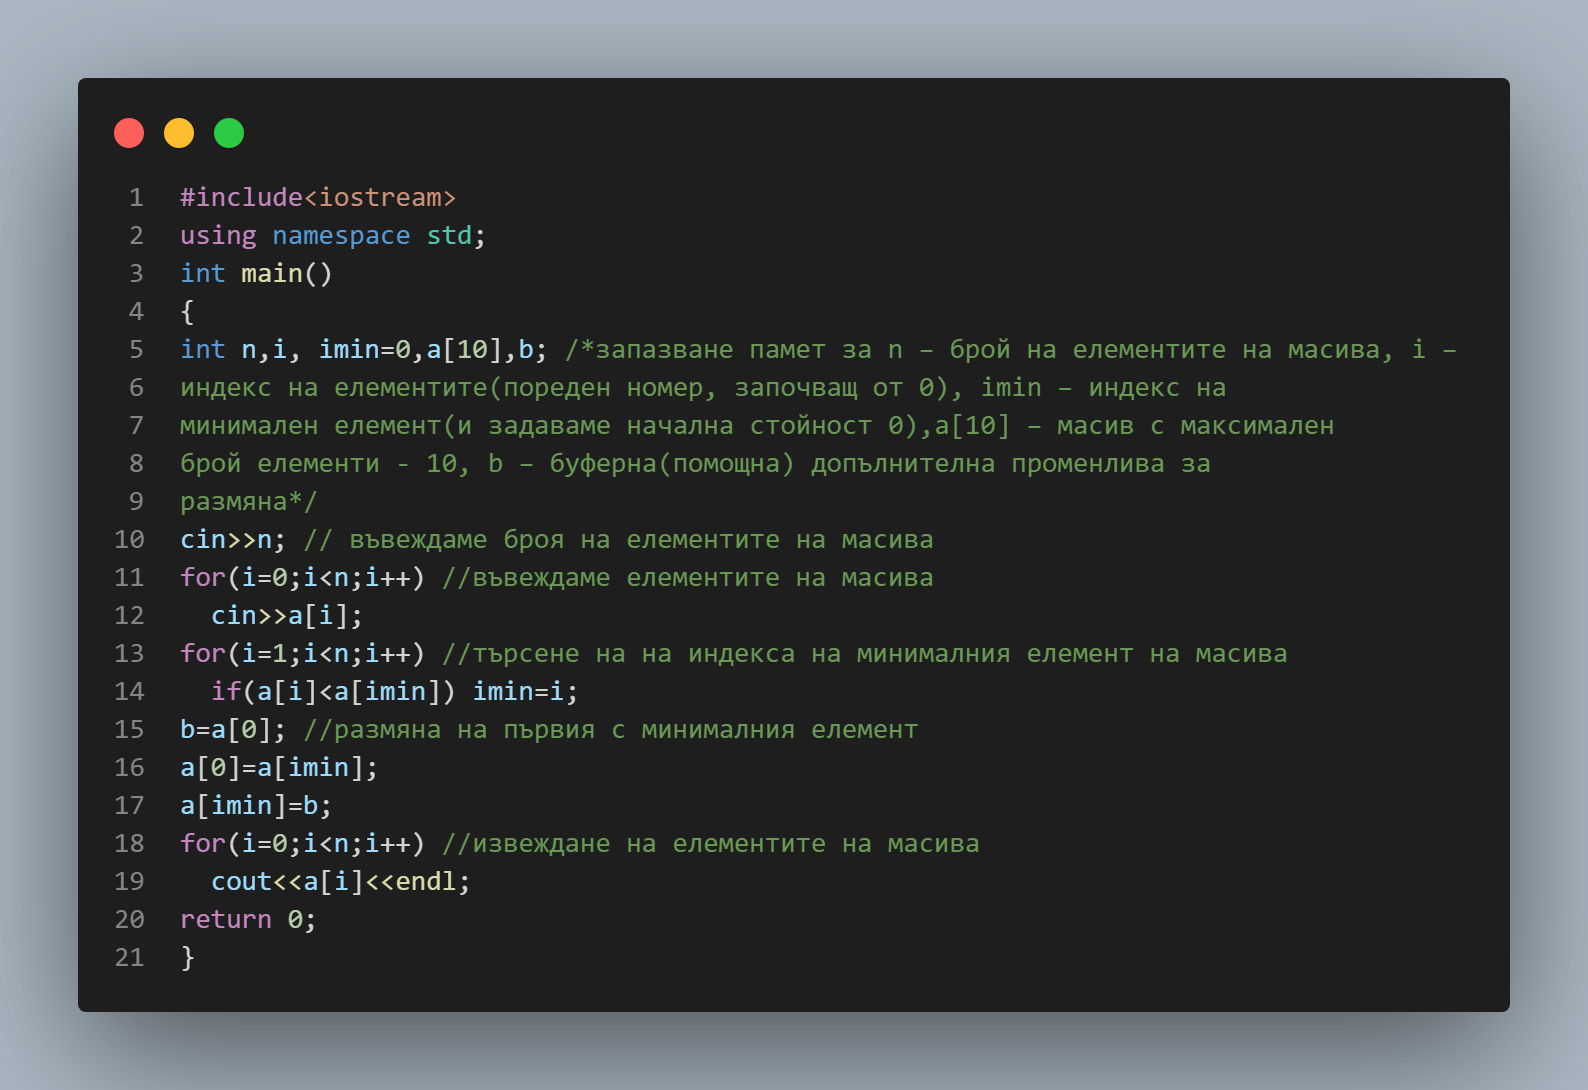 1 #include<iostream>
2 using namespace std;
3 int main()
4 {
5 int n,i, imin=0,a[10],b; /*запазване памет за n – брой на елементите на масива, i –
6 индекс на елементите(пореден номер, започващ от 0), imin – индекс на
7 минимален елемент(и задаваме начална стойност 0),a[10] – масив с максимален
8 брой елементи - 10, b – буферна(помощна) допълнителна променлива за
9 размяна*/
10 cin>>n; // въвеждаме броя на елементите на масива
11 for(i=0;i<n;i++) //въвеждаме елементите на масива
12   cin>>a[i];
13 for(i=1;i<n;i++) //търсене на на индекса на минималния елемент на масива
14   if(a[i]<a[imin]) imin=i;
15 b=a[0]; //размяна на първия с минималния елемент
16 a[0]=a[imin];
17 a[imin]=b;
18 for(i=0;i<n;i++) //извеждане на елементите на масива
19   cout<<a[i]<<endl;
20 return 0;
21 }